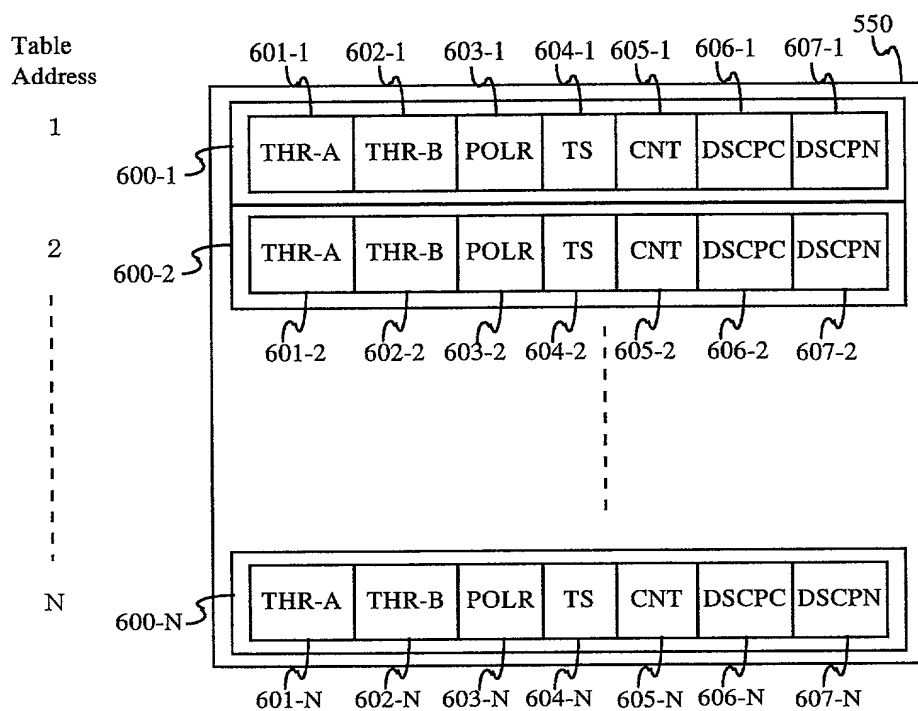 Table
Address
550
601-1 602-1 603-1 604-1 605-1 606-1 607-1
1
THR-A THR-B POLR TS CNT DSCPC DSCPN
600-1
2
THR-A THR-B POLR TS CNT DSCPC DSCPN
600-2
601-2 602-2 603-2 604-2 605-2 606-2 607-2
N
THR-A THR-B POLR TS CNT DSCPC DSCPN
600-N
601-N 602-N 603-N 604-N 605-N 606-N 607-N